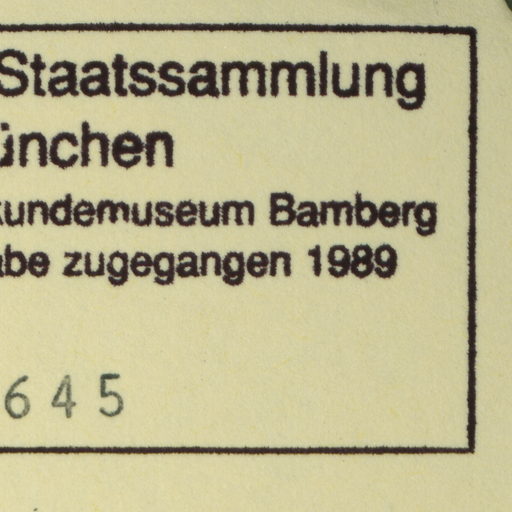 Staatssammlung
ünchen
kundemuseum Bamberg
abe zugegangen 1989
645